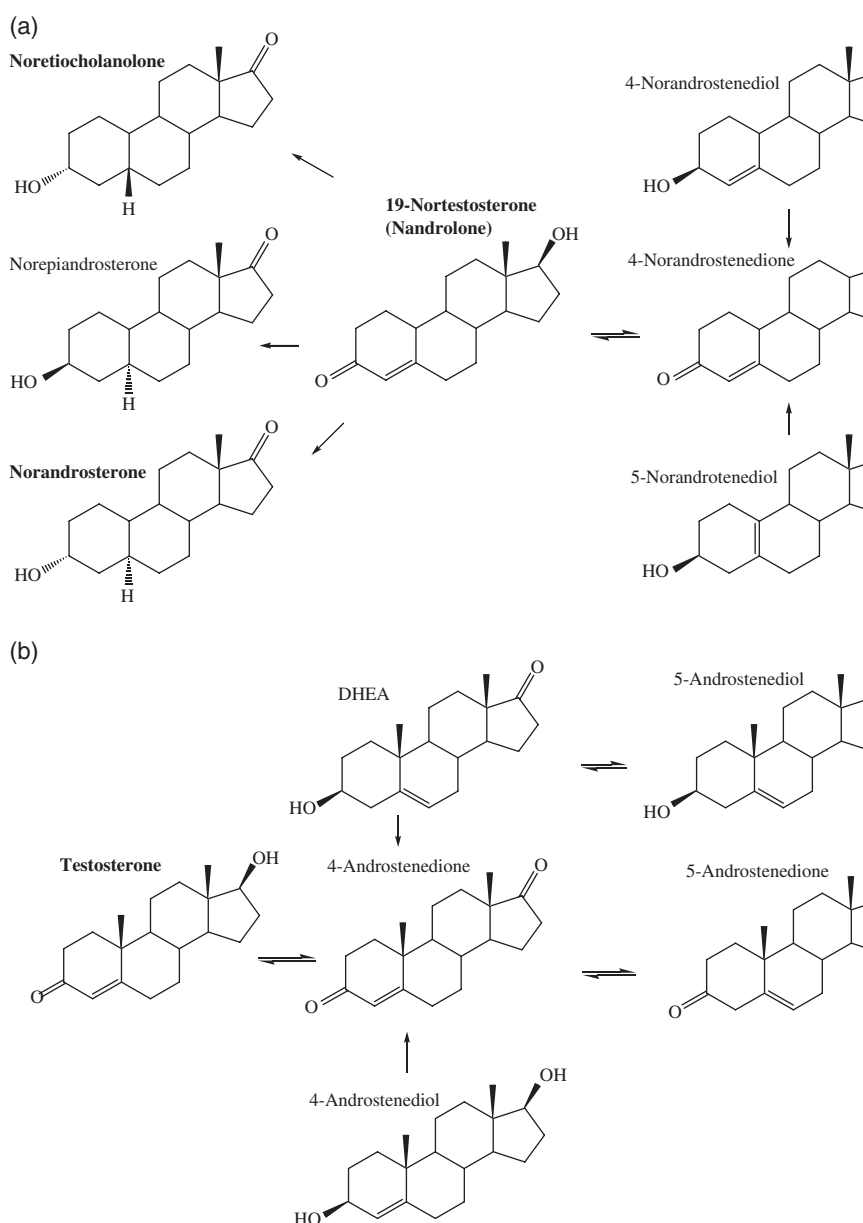 (a)
Noretiocholanolone
O
HO
H
4-Norandrostenediol
HO
19-Nortestosterone
(Nandrolone)
OH
O
Norepiandrosterone
O
HO
H
4-Norandrostenedione
O
Norandrosterone
O
HO
H
5-Norandrotenediol
HO
(b)
DHEA
O
HO
5-Androstenediol
HO
Testosterone
OH
O
4-Androstenedione
O
O
5-Androstenedione
O
4-Androstenediol
OH
HO